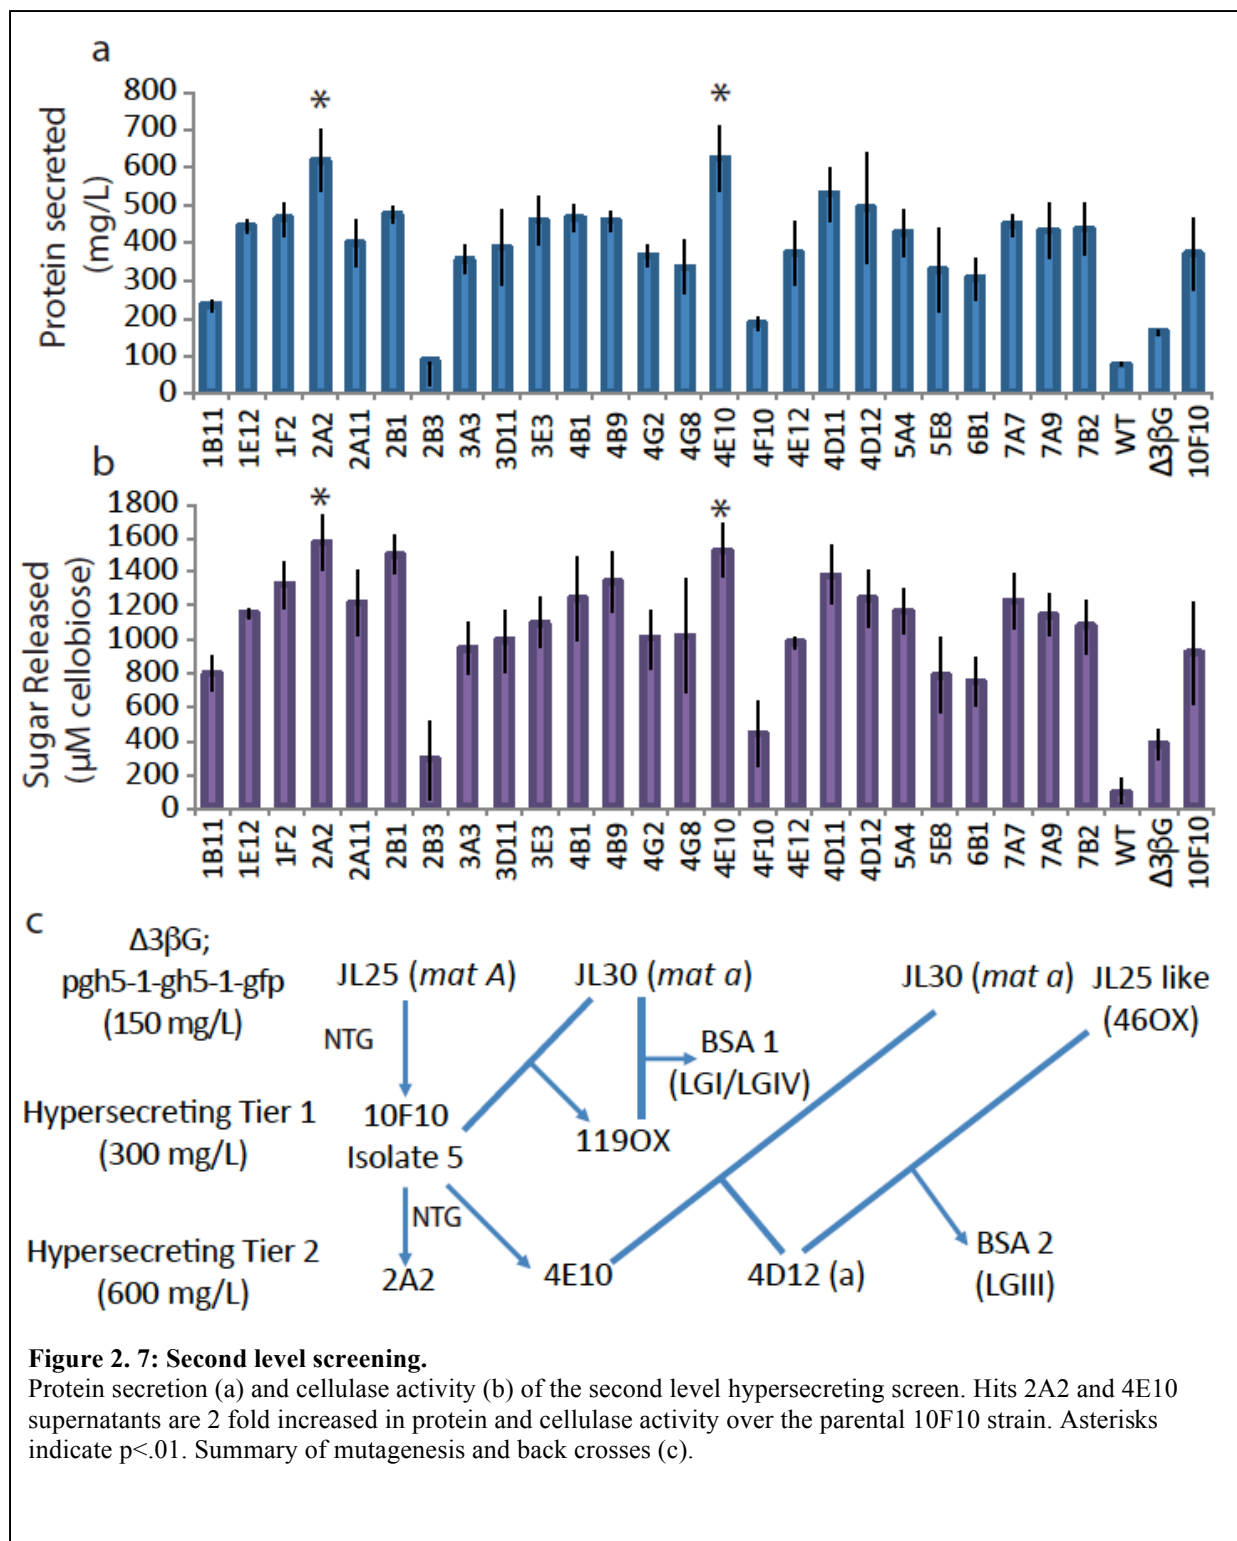 a
Protein secreted
(mg/L)
800
700
600
500
400
300
200
100
0
*
*
1B11
1E12
1F2
2A2
2A11
2B1
2B3
3A3
3D11
3E3
4B1
4B9
4G2
4G8
4E10
4F10
4E12
4D11
4D12
5A4
5E8
6B1
7A7
7A9
7B2
WT
Δ3βG
10F10
b
Sugar Released
(µM cellobiose)
1800
1600
1400
1200
1000
800
600
400
200
0
*
*
1B11
1E12
1F2
2A2
2A11
2B1
2B3
3A3
3D11
3E3
4B1
4B9
4G2
4G8
4E10
4F10
4E12
4D11
4D12
5A4
5E8
6B1
7A7
7A9
7B2
WT
Δ3βG
10F10
c
Δ3βG;
pgh5-1-gh5-1-gfp
(150 mg/L)
JL25 (mat A)
JL30 (mat a)
JL30 (mat a)
JL25 like
(46OX)
NTG
BSA 1
(LGI/LGIV)
Hypersecreting Tier 1
(300 mg/L)
10F10
Isolate 5
119OX
NTG
Hypersecreting Tier 2
(600 mg/L)
2A2
4E10
4D12 (a)
BSA 2
(LGIII)
Figure 2. 7: Second level screening.
Protein secretion (a) and cellulase activity (b) of the second level hypersecreting screen. Hits 2A2 and 4E10
supernatants are 2 fold increased in protein and cellulase activity over the parental 10F10 strain. Asterisks
indicate p<.01. Summary of mutagenesis and back crosses (c).